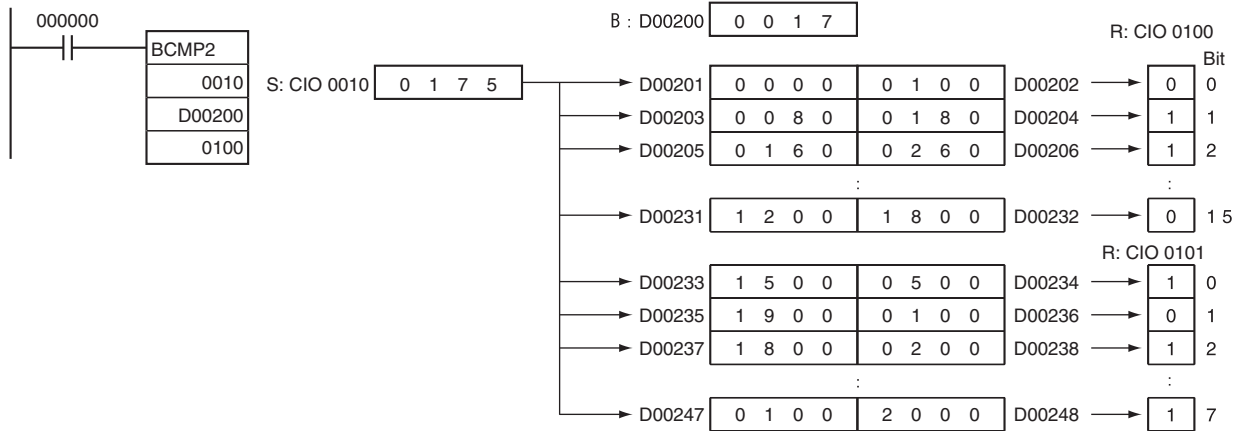 000000
BCMP2
0010
D00200
0100
B : D00200 0 0 1 7
R: CIO 0100
Bit
S: CIO 0010 0 1 7 5
D00201 0 0 0 0 0 1 0 0 D00202 0 0
D00203 0 0 8 0 0 1 8 0 D00204 1 1
D00205 0 1 6 0 0 2 6 0 D00206 1 2
: :
D00231 1 2 0 0 1 8 0 0 D00232 0 1 5
R: CIO 0101
D00233 1 5 0 0 0 5 0 0 D00234 1 0
D00235 1 9 0 0 0 1 0 0 D00236 0 1
D00237 1 8 0 0 0 2 0 0 D00238 1 2
: :
D00247 0 1 0 0 2 0 0 0 D00248 1 7